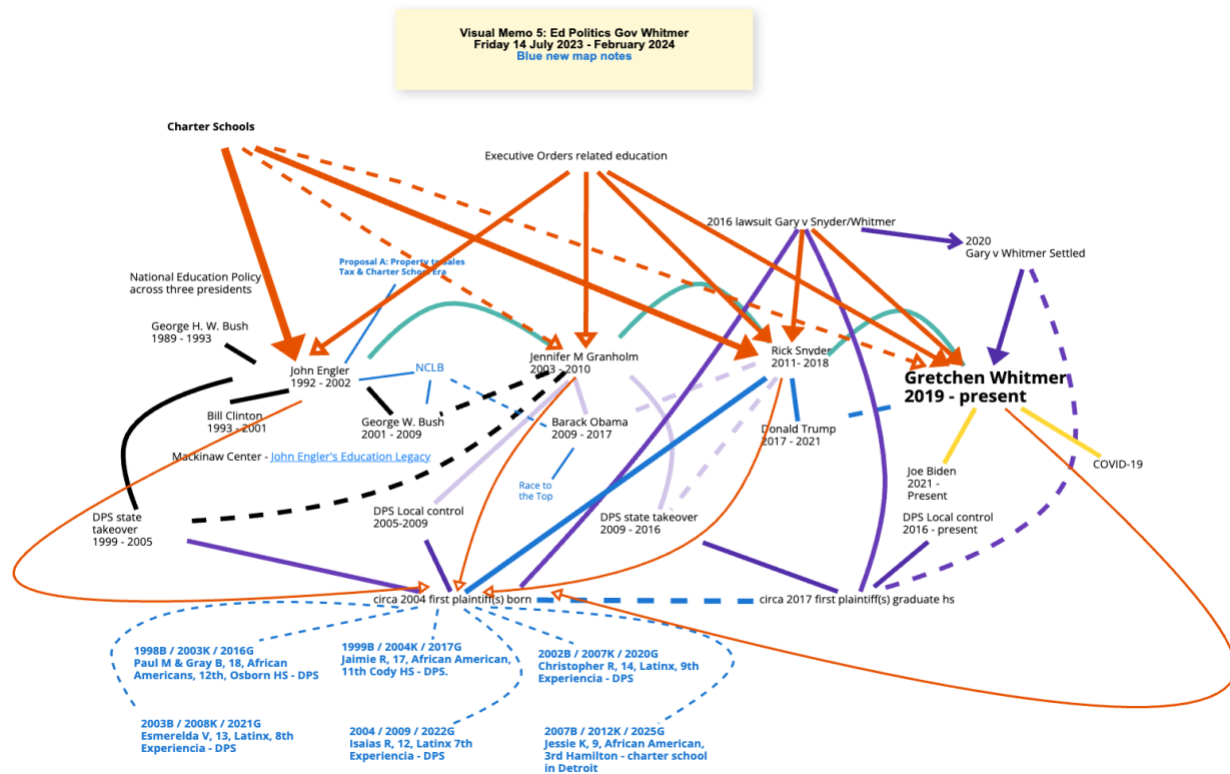 Visual Memo 5: Ed Politics Gov Whitmer
Friday 14 July 2023 - February 2024
Blue new map notes
Charter Schools
Executive Orders related education
2016 lawsuit Gary v Snyder/Whitmer
2020
Gary v Whitmer Settled
Proposal A: Property to Sales
Tax & Charter School Era
National Education Policy
across three presidents
George H. W. Bush
1989 - 1993
John Engler
1992 - 2002
NCLB
Jennifer M Granholm
2003 - 2010
Rick Snyder
2011- 2018
Gretchen Whitmer
2019 - present
Bill Clinton
1993 - 2001
George W. Bush
2001 - 2009
Barack Obama
2009 - 2017
Donald Trump
2017 - 2021
Mackinaw Center - John Engler's Education Legacy
Race to
the Top
Joe Biden
2021 -
Present
COVID-19
DPS state
takeover
1999 - 2005
DPS Local control
2005-2009
DPS state takeover
2009 - 2016
DPS Local control
2016 - present
circa 2004 first plaintiff(s) born
circa 2017 first plaintiff(s) graduate hs
1998B / 2003K / 2016G
Paul M & Gray B, 18, African
Americans, 12th, Osborn HS - DPS
1999B / 2004K / 2017G
Jaimie R, 17, African American,
11th Cody HS - DPS.
2002B / 2007K / 2020G
Christopher R, 14, Latinx, 9th
Experiencia - DPS
2003B / 2008K / 2021G
Esmerelda V, 13, Latinx, 8th
Experiencia - DPS
2004 / 2009 / 2022G
Isaias R, 12, Latinx 7th
Experiencia - DPS
2007B / 2012K / 2025G
Jessie K, 9, African American,
3rd Hamilton - charter school
in Detroit